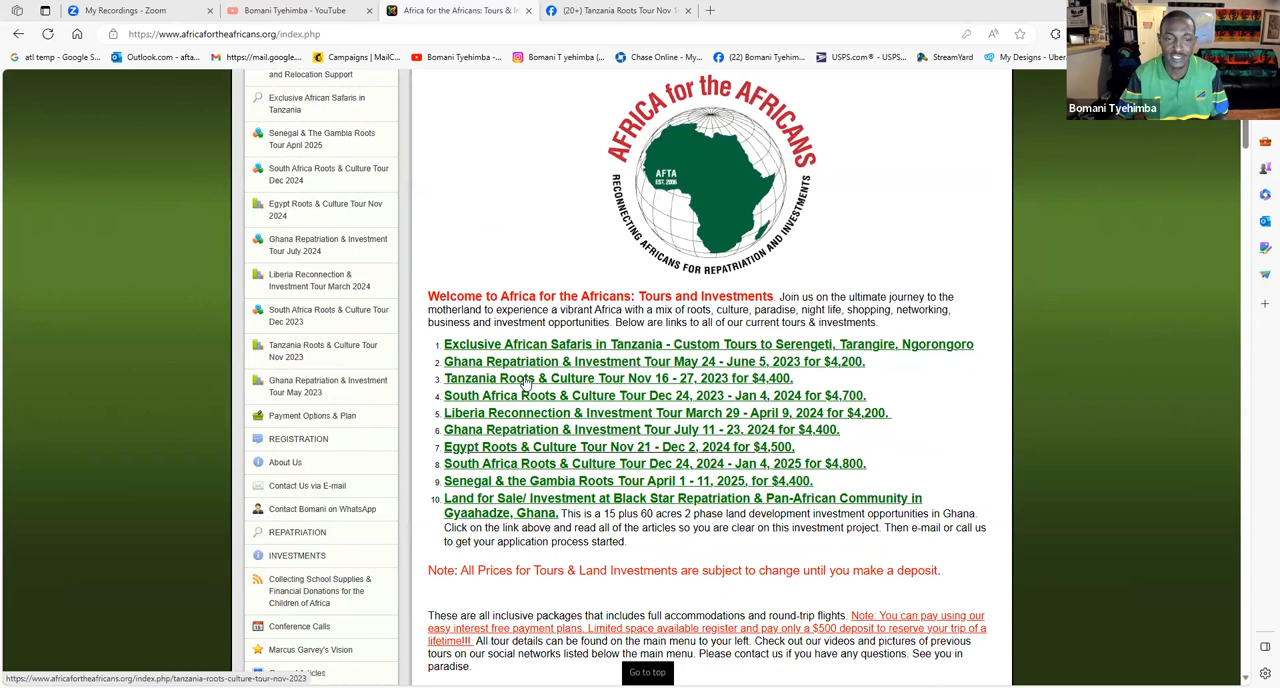 My Recordings - Zoom
Bomani Tyehimba - YouTube
Africa for the Africans: Tours & In
(20+) Tanzania Roots Tour Nov 1
https://www.africafortheafricans.org/index.php
atl temp - Google S...
Outlook.com - afta...
https://mail.google...
Campaigns | MailC...
Bomani Tyehimba -...
Bomani T yehimba (...
Chase Online - My...
(22) Bomani Tyehim...
USPS.com® - USPS...
StreamYard
My Designs - Uber
Bomani Tyehimba
and Relocation Support
Exclusive African Safaris in
Tanzania
Senegal & The Gambia Roots
Tour April 2025
South Africa Roots & Culture Tour
Dec 2024
Egypt Roots & Culture Tour Nov
2024
Ghana Repatriation & Investment
Tour July 2024
Liberia Reconnection &
Investment Tour March 2024
South Africa Roots & Culture Tour
Dec 2023
Tanzania Roots & Culture Tour
Nov 2023
Ghana Repatriation & Investment
Tour May 2023
Payment Options & Plan
REGISTRATION
About Us
Contact Us via E-mail
Contact Bomani on WhatsApp
REPATRIATION
INVESTMENTS
Collecting School Supplies &
Financial Donations for the
Children of Africa
Conference Calls
Marcus Garvey's Vision
AFRICA for the AFRICANS
AFTA
EST. 2006
RECONNECTING AFRICANS FOR REPATRIATION AND INVESTMENTS
Welcome to Africa for the Africans: Tours and Investments. Join us on the ultimate journey to the
motherland to experience a vibrant Africa with a mix of roots, culture, paradise, night life, shopping, networking,
business and investment opportunities. Below are links to all of our current tours & investments.
1. Exclusive African Safaris in Tanzania - Custom Tours to Serengeti, Tarangire, Ngorongoro
2. Ghana Repatriation & Investment Tour May 24 - June 5, 2023 for $4,200.
3. Tanzania Roots & Culture Tour Nov 16 - 27, 2023 for $4,400.
4. South Africa Roots & Culture Tour Dec 24, 2023 - Jan 4, 2024 for $4,700.
5. Liberia Reconnection & Investment Tour March 29 - April 9, 2024 for $4,200.
6. Ghana Repatriation & Investment Tour July 11 - 23, 2024 for $4,400.
7. Egypt Roots & Culture Tour Nov 21 - Dec 2, 2024 for $4,500.
8. South Africa Roots & Culture Tour Dec 24, 2024 - Jan 4, 2025 for $4,800.
9. Senegal & the Gambia Roots Tour April 1 - 11, 2025, for $4,400.
10. Land for Sale/ Investment at Black Star Repatriation & Pan-African Community in
Gyaahadze, Ghana. This is a 15 plus 60 acres 2 phase land development investment opportunities in Ghana.
Click on the link above and read all of the articles so you are clear on this investment project. Then e-mail or call us
to get your application process started.
Note: All Prices for Tours & Land Investments are subject to change until you make a deposit.
These are all inclusive packages that includes full accommodations and round-trip flights. Note: You can pay using our
easy interest free payment plans. Limited space available register and pay only a $500 deposit to reserve your trip of a
lifetime!!! All tour details can be found on the main menu to your left. Check out our videos and pictures of previous
tours on our social networks listed below the main menu. Please contact us if you have any questions. See you in
paradise.
Go to top
https://www.africafortheafricans.org/index.php/tanzania-roots-culture-tour-nov-2023